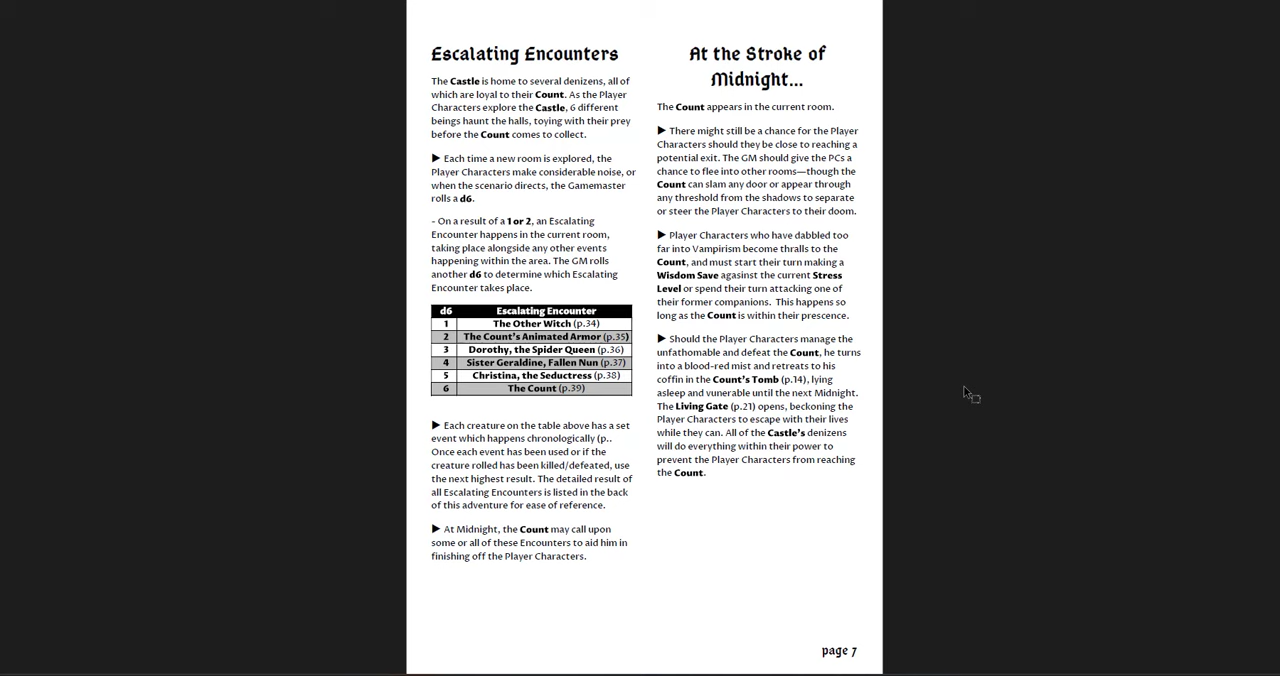 Escalating Encounters
The Castle is home to several denizens, all of
which are loyal to their Count. As the Player
Characters explore the Castle, 6 different
beings haunt the halls, toying with their prey
before the Count comes to collect.
▶ Each time a new room is explored, the
Player Characters make considerable noise, or
when the scenario directs, the Gamemaster
rolls a d6.
- On a result of a 1 or 2, an Escalating
Encounter happens in the current room,
taking place alongside any other events
happening within the area. The GM rolls
another d6 to determine which Escalating
Encounter takes place.
d6 Escalating Encounter
1 The Other Witch (p.34)
2 The Count's Animated Armor (p.35)
3 Dorothy, the Spider Queen (p.36)
4 Sister Geraldine, Fallen Nun (p.37)
5 Christina, the Seductress (p.38)
6 The Count (p.39)
▶ Each creature on the table above has a set
event which happens chronologically (p..
Once each event has been used or if the
creature rolled has been killed/defeated, use
the next highest result. The detailed result of
all Escalating Encounters is listed in the back
of this adventure for ease of reference.
▶ At Midnight, the Count may call upon
some or all of these Encounters to aid him in
finishing off the Player Characters.
At the Stroke of
Midnight...
The Count appears in the current room.
▶ There might still be a chance for the Player
Characters should they be close to reaching a
potential exit. The GM should give the PCs a
chance to flee into other rooms—though the
Count can slam any door or appear through
any threshold from the shadows to separate
or steer the Player Characters to their doom.
▶ Player Characters who have dabbled too
far into Vampirism become thralls to the
Count, and must start their turn making a
Wisdom Save agaisnt the current Stress
Level or spend their turn attacking one of
their former companions. This happens so
long as the Count is within their prescence.
▶ Should the Player Characters manage the
unfathomable and defeat the Count, he turns
into a blood-red mist and retreats to his
coffin in the Count's Tomb (p.14), lying
asleep and vunerable until the next Midnight.
The Living Gate (p.21) opens, beckoning the
Player Characters to escape with their lives
while they can. All of the Castle's denizens
will do everything within their power to
prevent the Player Characters from reaching
the Count.
page 7